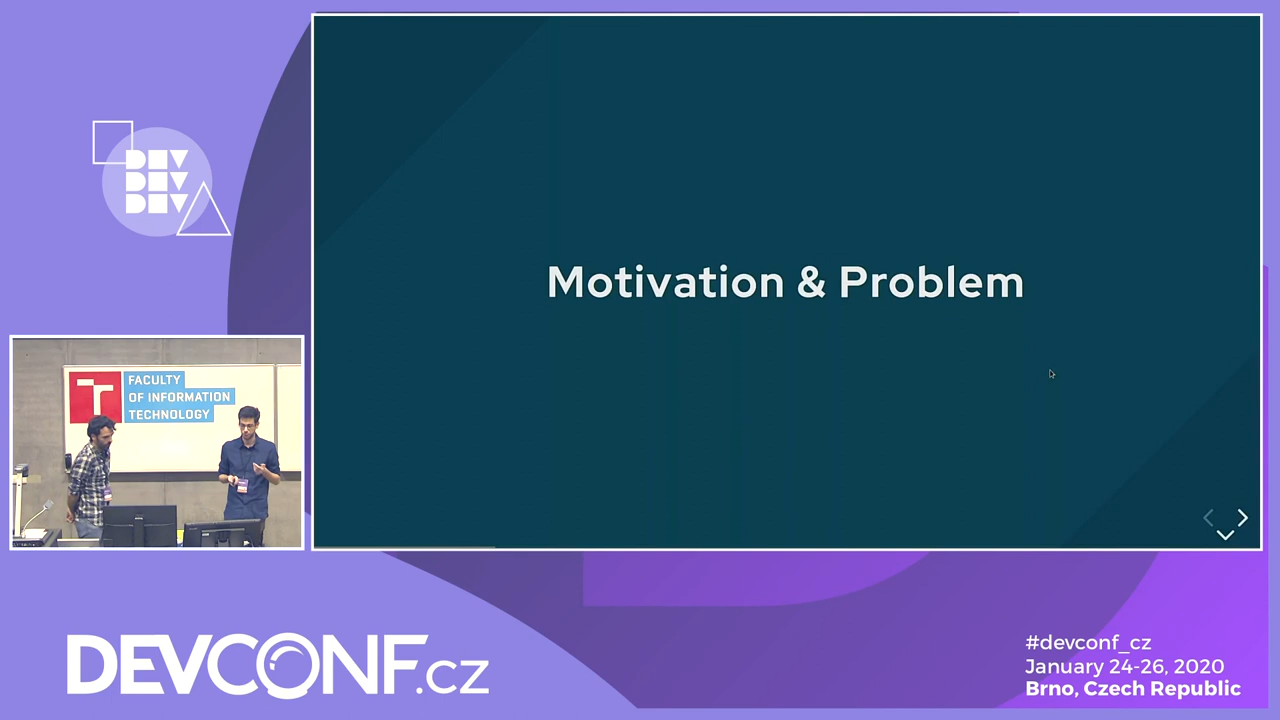 DEV
DEV
DEV
Motivation & Problem
FACULTY
OF INFORMATION
TECHNOLOGY
DEVCONF.cz
#devconf_cz
January 24-26, 2020
Brno, Czech Republic